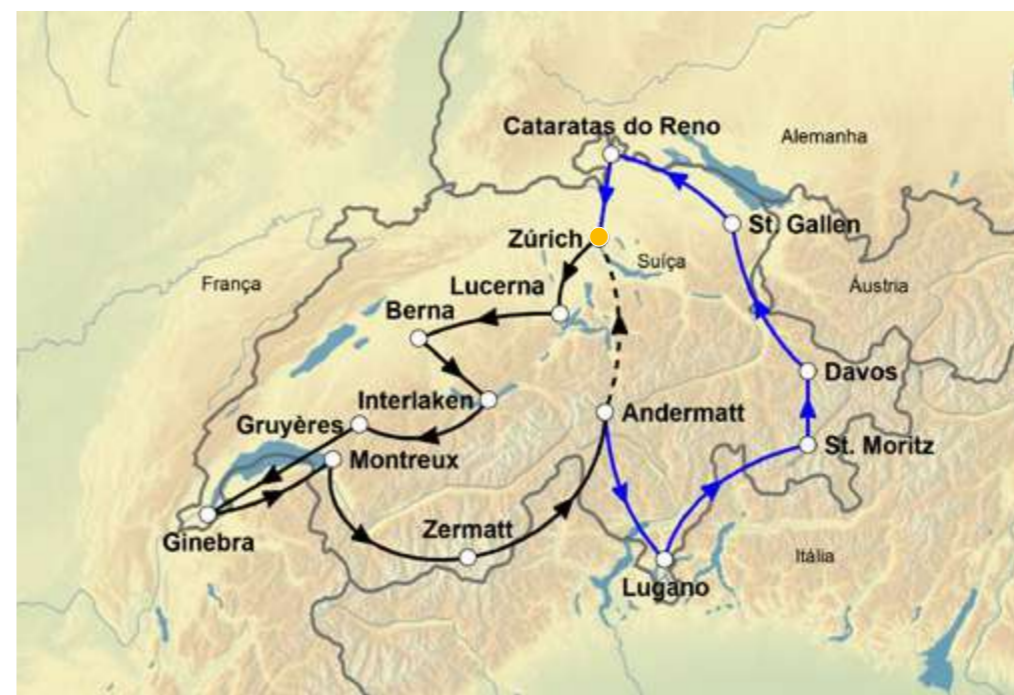 Cataratas do Reno
Alemanha
St. Gallen
Zúrich
Suíça
França
Lucerna
Áustria
Berna
Davos
Interlaken
Andermatt
Gruyères
St. Moritz
Montreux
Zermatt
Ginebra
Itália
Lugano